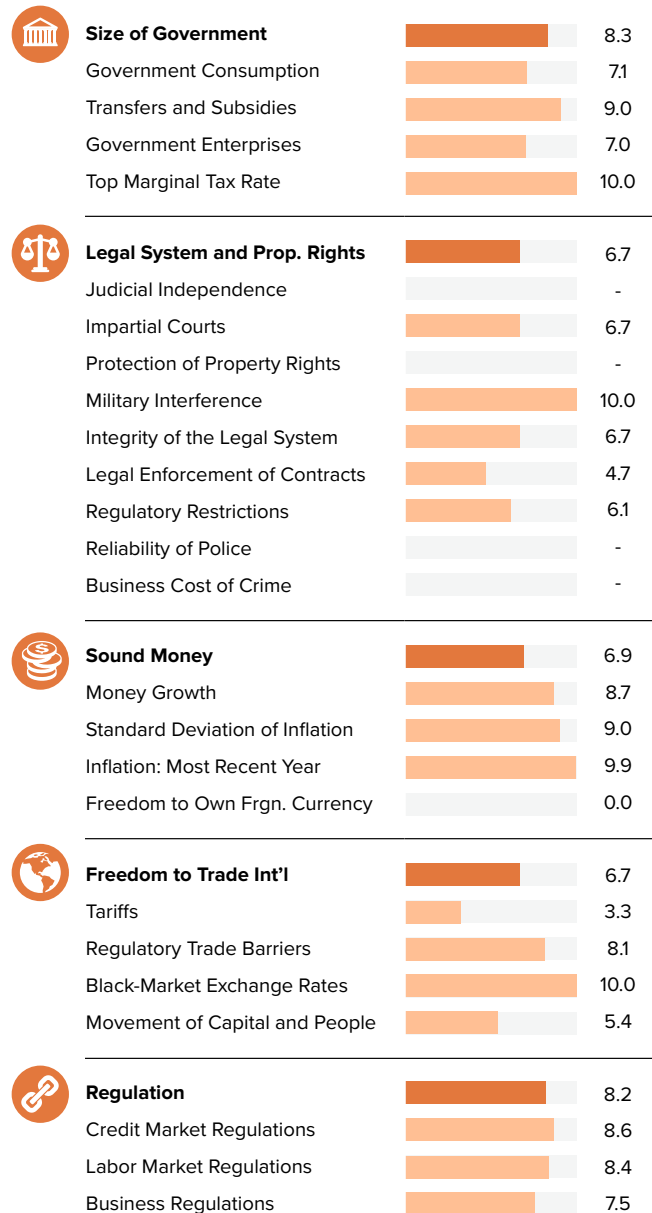 Size of Government 8.3
Government Consumption 7.1
Transfers and Subsidies 9.0
Government Enterprises 7.0
Top Marginal Tax Rate 10.0
Legal System and Prop. Rights 6.7
Judicial Independence -
Impartial Courts 6.7
Protection of Property Rights -
Military Interference 10.0
Integrity of the Legal System 6.7
Legal Enforcement of Contracts 4.7
Regulatory Restrictions 6.1
Reliability of Police -
Business Cost of Crime -
$
Sound Money 6.9
Money Growth 8.7
Standard Deviation of Inflation 9.0
Inflation: Most Recent Year 9.9
Freedom to Own Frgn. Currency 0.0
Freedom to Trade Int’l 6.7
Tariffs 3.3
Regulatory Trade Barriers 8.1
Black-Market Exchange Rates 10.0
Movement of Capital and People 5.4
Regulation 8.2
Credit Market Regulations 8.6
Labor Market Regulations 8.4
Business Regulations 7.5